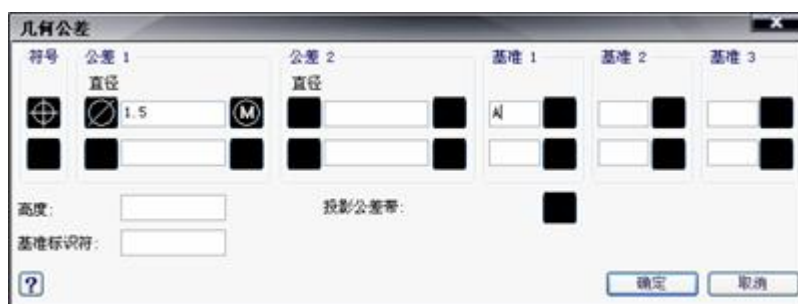 几何公差
符号 公差 1 公差 2 基准 1 基准 2 基准 3
直径 直径
1.5 M A
高度: 投影公差带:
基准标识符:
? 确定 取消